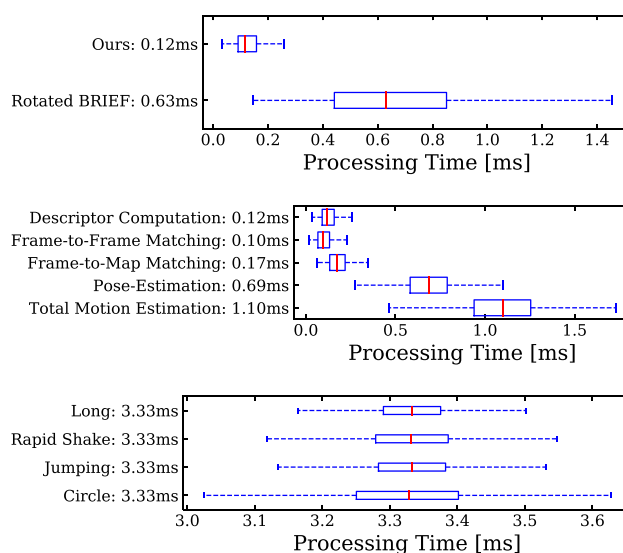 Ours: 0.12ms
Rotated BRIEF: 0.63ms
0.0 0.2 0.4 0.6 0.8 1.0 1.2 1.4
Processing Time [ms]
Descriptor Computation: 0.12ms
Frame-to-Frame Matching: 0.10ms
Frame-to-Map Matching: 0.17ms
Pose-Estimation: 0.69ms
Total Motion Estimation: 1.10ms
0.0 0.5 1.0 1.5
Processing Time [ms]
Long: 3.33ms
Rapid Shake: 3.33ms
Jumping: 3.33ms
Circle: 3.33ms
3.0 3.1 3.2 3.3 3.4 3.5 3.6
Processing Time [ms]